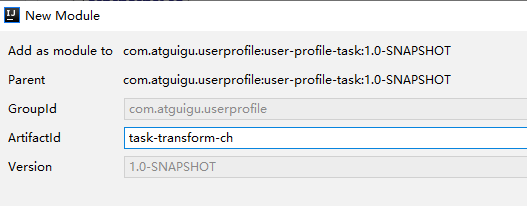 New Module
Add as module to com.atguigu.userprofile:user-profile-task:1.0-SNAPSHOT
Parent com.atguigu.userprofile:user-profile-task:1.0-SNAPSHOT
GroupId com.atguigu.userprofile
ArtifactId task-transform-ch
Version 1.0-SNAPSHOT